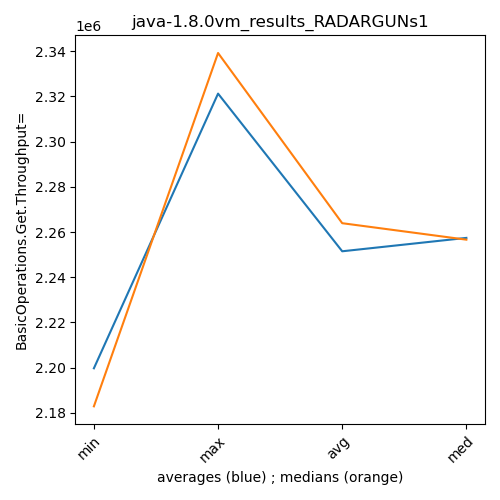 java-1.8.0vm_results_RADARGUNs1
1e6
2.34
2.32
2.30
2.28
2.26
2.24
2.22
2.20
2.18
BasicOperations.Get.Throughput=
min
max
avg
med
averages (blue) ; medians (orange)